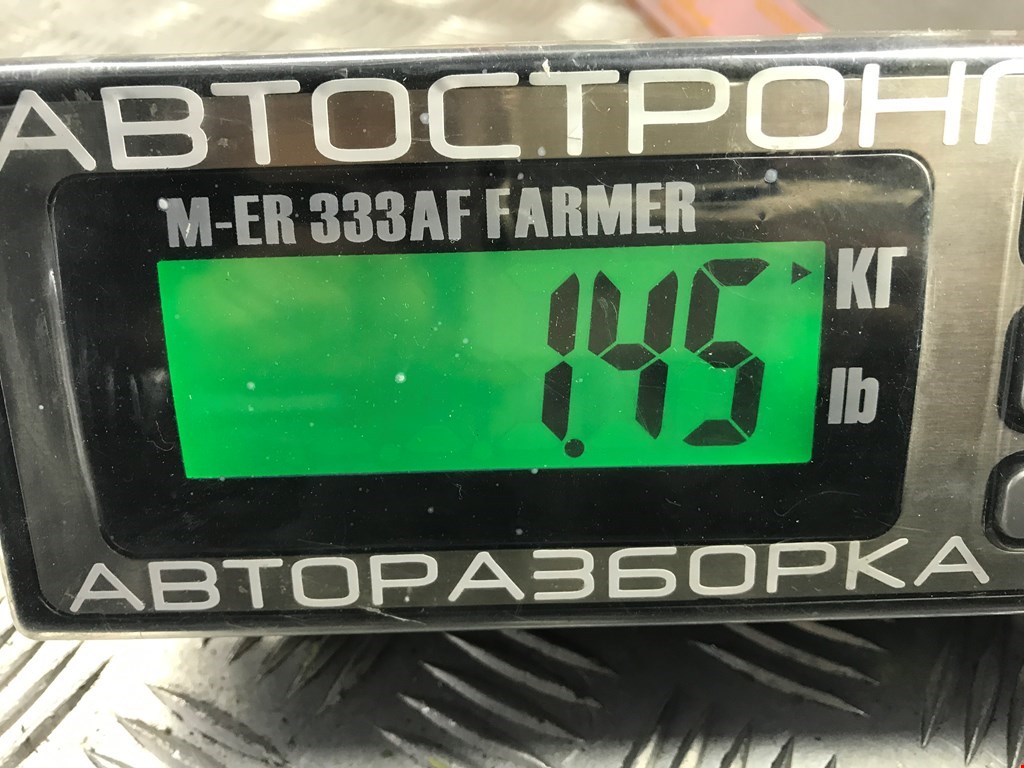 АВТОСТРОНГ
M-ER 333AF FARMER
1.45
КГ
lb
АВТОРАЗБОРКА